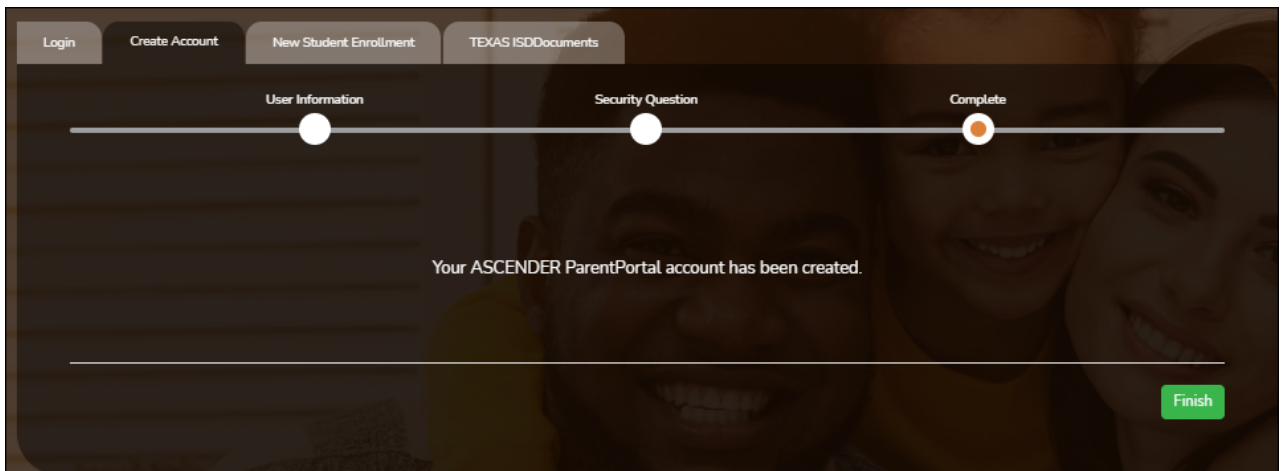 Login Create Account New Student Enrollment TEXAS ISDDocuments
User Information Security Question Complete
Your ASCENDER ParentPortal account has been created.
Finish